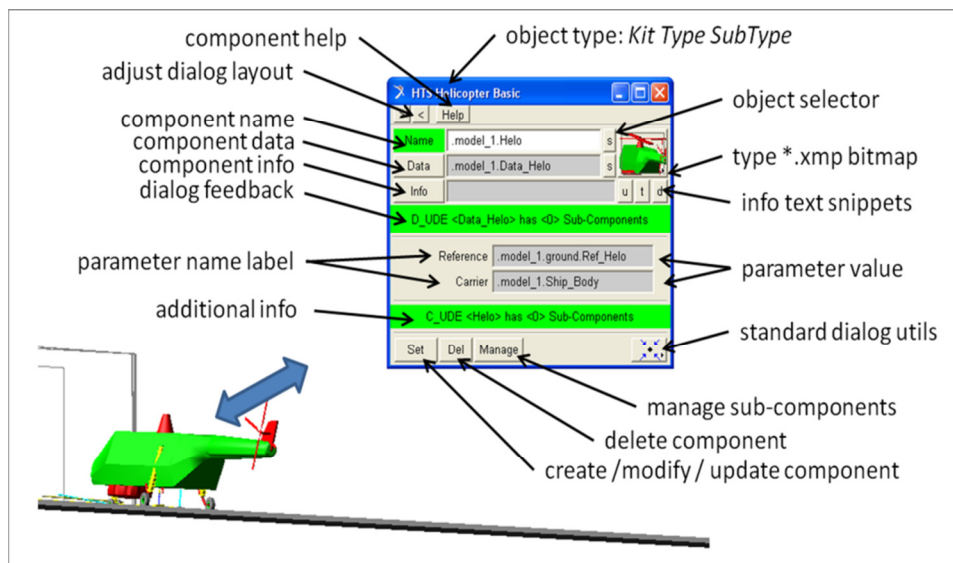 component help
object type: Kit Type SubType
adjust dialog layout
HTS Helicopter Basic
< Help
object selector
component name
Name .model_1.Helo s
component data
Data .model_1.Data_Helo s
type *.xmp bitmap
component info
Info u t d
dialog feedback
info text snippets
D_UDE <Data_Helo> has <0> Sub-Components
parameter name label
Reference .model_1.ground.Ref_Helo
parameter value
Carrier .model_1.Ship_Body
additional info
C_UDE <Helo> has <0> Sub-Components
standard dialog utils
Set Del Manage
manage sub-components
delete component
create /modify / update component